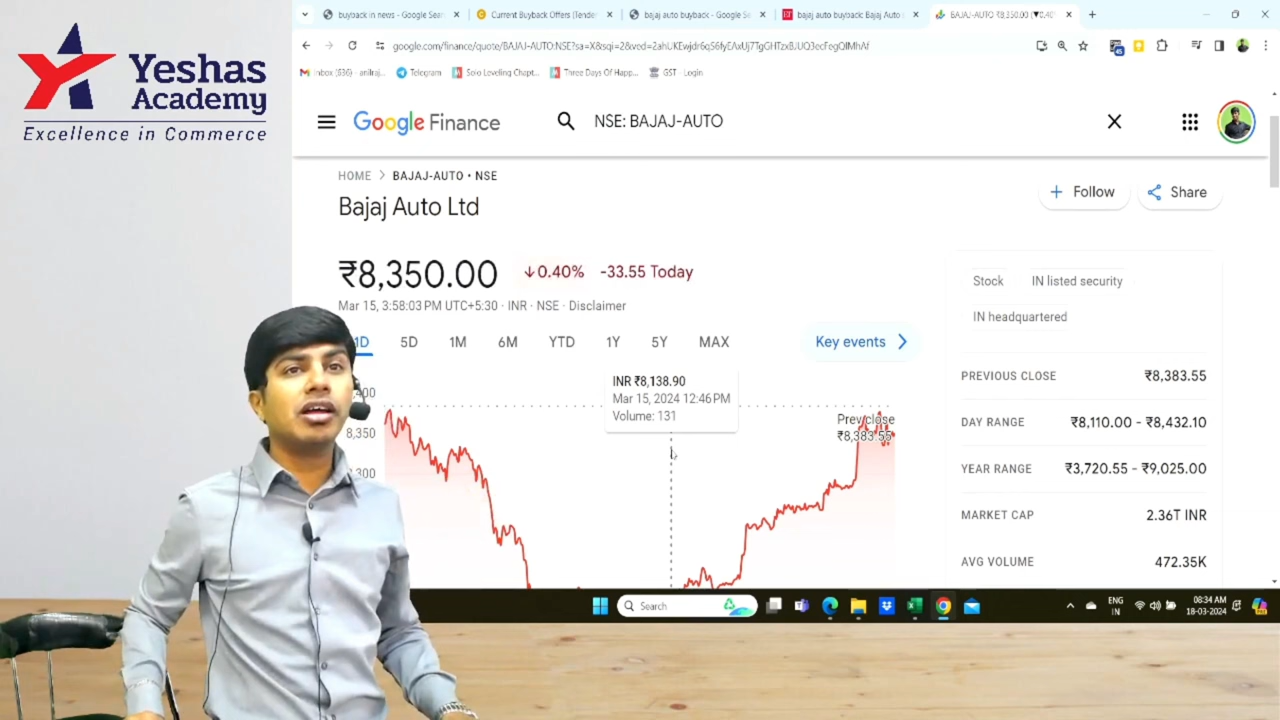 Yeshas
Academy
Excellence in Commerce
buyback in news - Google Sear
Current Buyback Offers (Tender
bajaj auto buyback - Google Se
bajaj auto buyback: Bajaj Auto
BAJAJ-AUTO ₹8,350.00 (▼0.40%
Inbox (636) - anilraj...
Telegram
Solo Leveling Chapt...
Three Days Of Happ...
GST - Login
Google Finance
NSE: BAJAJ-AUTO
HOME > BAJAJ-AUTO • NSE
Bajaj Auto Ltd
+ Follow
Share
₹8,350.00
↓0.40%
-33.55 Today
Mar 15, 3:58:03 PM UTC+5:30 · INR · NSE · Disclaimer
1D
5D
1M
6M
YTD
1Y
5Y
MAX
Key events
INR ₹8,138.90
Mar 15, 2024 12:46 PM
Volume: 131
8,350
Prev close
₹8,383.55
Stock
IN listed security
IN headquartered
PREVIOUS CLOSE
₹8,383.55
DAY RANGE
₹8,110.00 - ₹8,432.10
YEAR RANGE
₹3,720.55 - ₹9,025.00
MARKET CAP
2.36T INR
AVG VOLUME
472.35K
Search
ENG
IN
08:34 AM
18-03-2024